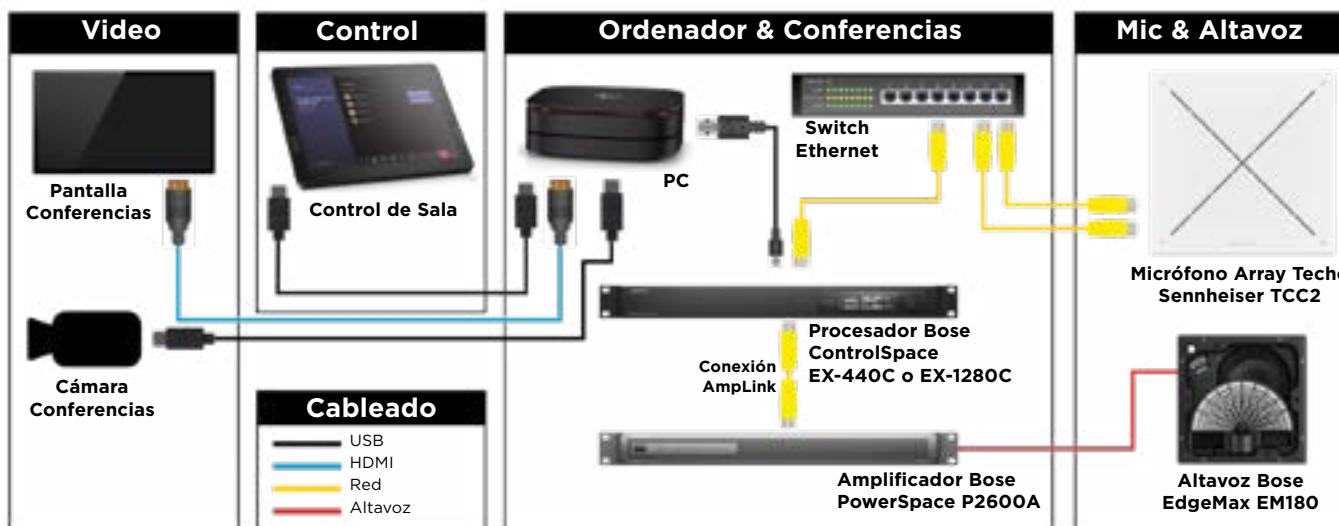 Video
Control
Ordenador & Conferencias
Mic & Altavoz
Pantalla
Conferencias
Control de Sala
PC
Switch
Ethernet
Micrófono Array Techo
Sennheiser TCC2
Cámara
Conferencias
Conexión
AmpLink
Procesador Bose
ControlSpace
EX-440C o EX-1280C
Cableado
USB
HDMI
Red
Altavoz
Amplificador Bose
PowerSpace P2600A
Altavoz Bose
EdgeMax EM180